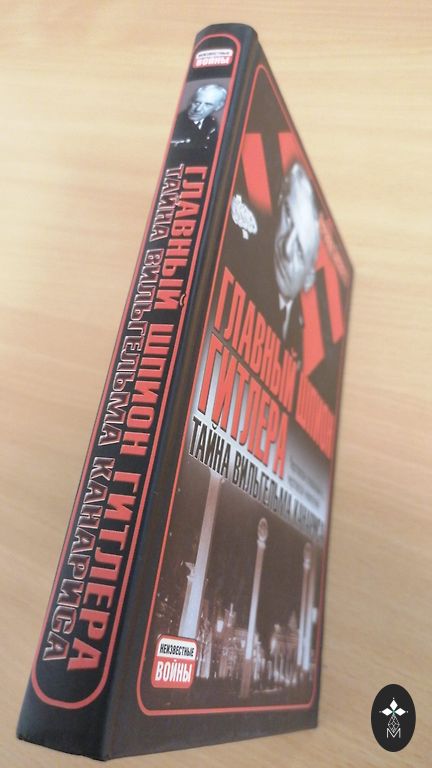 НЕИЗВЕСТНЫЕ
ВОЙНЫ
ГЛАВНЫЙ ШПИОН ГИТЛЕРА
ТАЙНА ВИЛЬГЕЛЬМА КАНАРИСА
ГЛАВНЫЙ ШПИОН
ГИТЛЕРА
ТАЙНА ВИЛЬГЕЛЬМА КАНАРИСА
НЕИЗВЕСТНЫЕ
ВОЙНЫ
M